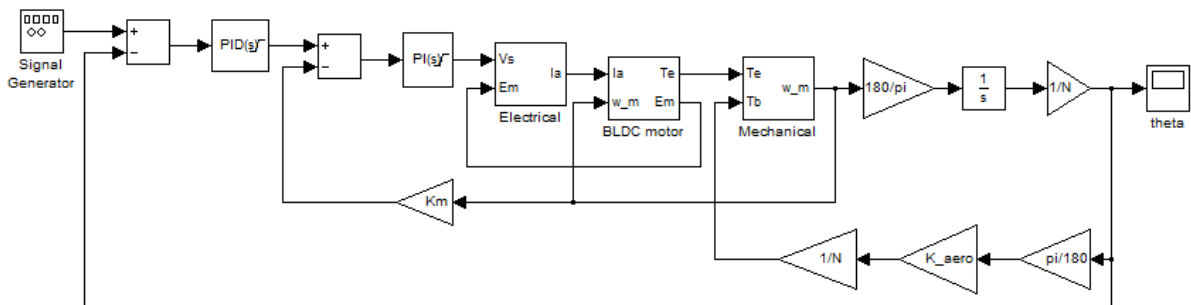 Signal
Generator
+
−
PID(s)
+
−
PI(s)
Vs
Em
Ia
Electrical
Ia
w_m
Te
Em
BLDC motor
Te
Tb
w_m
Mechanical
180/pi
1
s
1/N
theta
Km
1/N
K_aero
pi/180